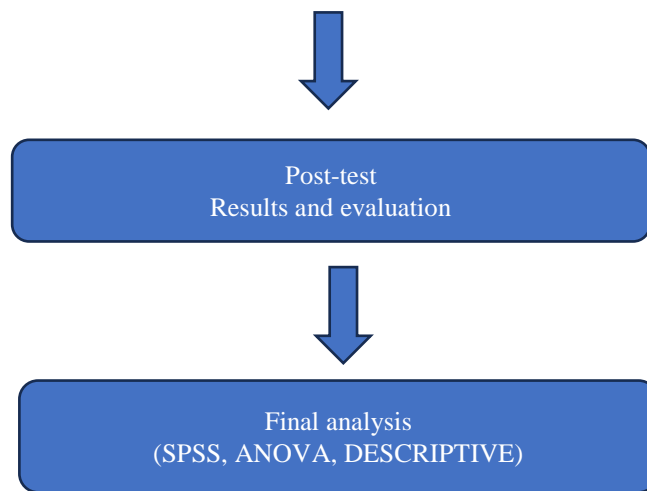 Post-test
Results and evaluation
Final analysis
(SPSS, ANOVA, DESCRIPTIVE)